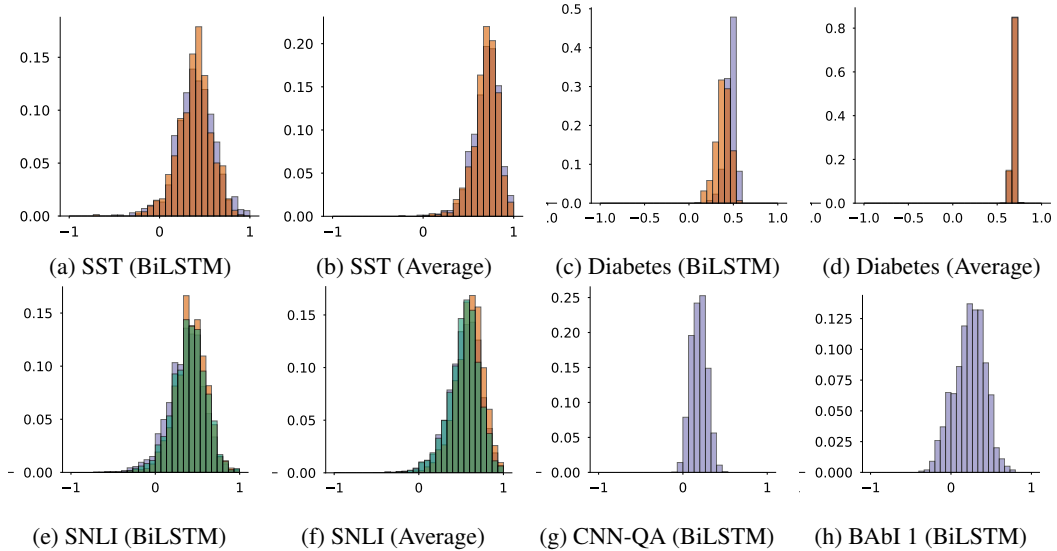 0.15
0.10
0.05
0.00
−1 0 1
(a) SST (BiLSTM)
0.20
0.15
0.10
0.05
0.00
−1 0 1
(b) SST (Average)
0.5
0.4
0.3
0.2
0.1
0.0
−1.0 −0.5 0.0 0.5 1.0
(c) Diabetes (BiLSTM)
.0
0.8
0.6
0.4
0.2
0.0
−1.0 −0.5 0.0 0.5 1.0
(d) Diabetes (Average)
.0
0.15
0.10
0.05
0.00
−1 0 1
(e) SNLI (BiLSTM)
0.15
0.10
0.05
0.00
−1 0 1
(f) SNLI (Average)
0.25
0.20
0.15
0.10
0.05
0.00
−1 0 1
(g) CNN-QA (BiLSTM)
0.125
0.100
0.075
0.050
0.025
0.000
−1 0 1
(h) BAbI 1 (BiLSTM)